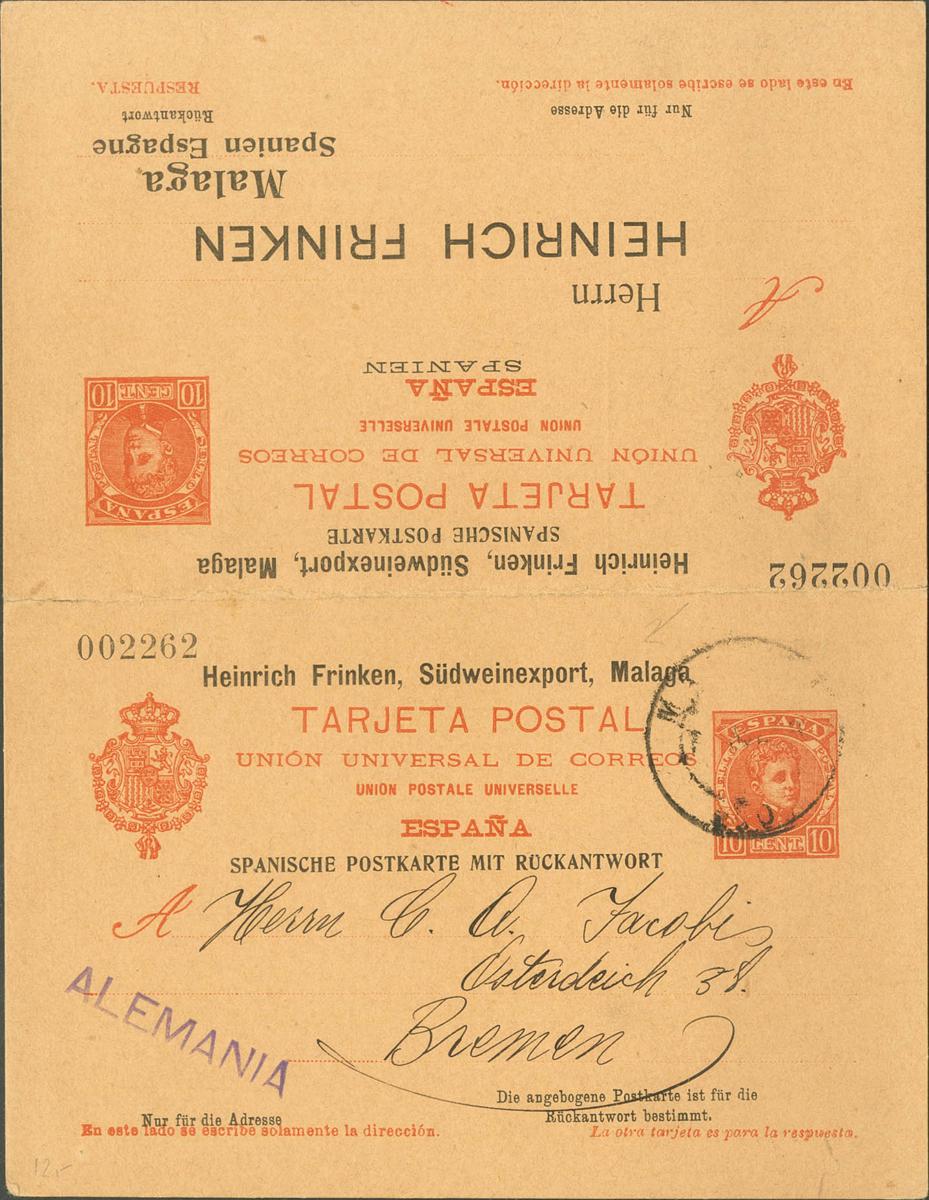 En este lado se escribe solamente la dirección.
RESPUESTA.
Nur für die Adresse
Rückantwort
Spanien Espagne
Malaga
HEINRICH FRINKEN
Herrn
A
SPANIEN
ESPAÑA
UNION POSTALE UNIVERSELLE
UNIÓN UNIVERSAL DE CORREOS
TARJETA POSTAL
SPANISCHE POSTKARTE
Heinrich Frinken, Südweinexport, Malaga
10 CENT. 10
ESPAÑA
002262
002262
Heinrich Frinken, Südweinexport, Malaga
TARJETA POSTAL
UNIÓN UNIVERSAL DE CORREOS
UNION POSTALE UNIVERSELLE
ESPAÑA
SPANISCHE POSTKARTE MIT RÜCKANTWORT
ESPAÑA
10 CENT. 10
A Herrn C. A. Jacobi
Osterdeich 38.
Bremen
ALEMANIA
Die angebogene Postkarte ist für die
Rückantwort bestimmt.
Nur für die Adresse
En este lado se escribe solamente la dirección.
La otra tarjeta es para la respuesta.
12,-